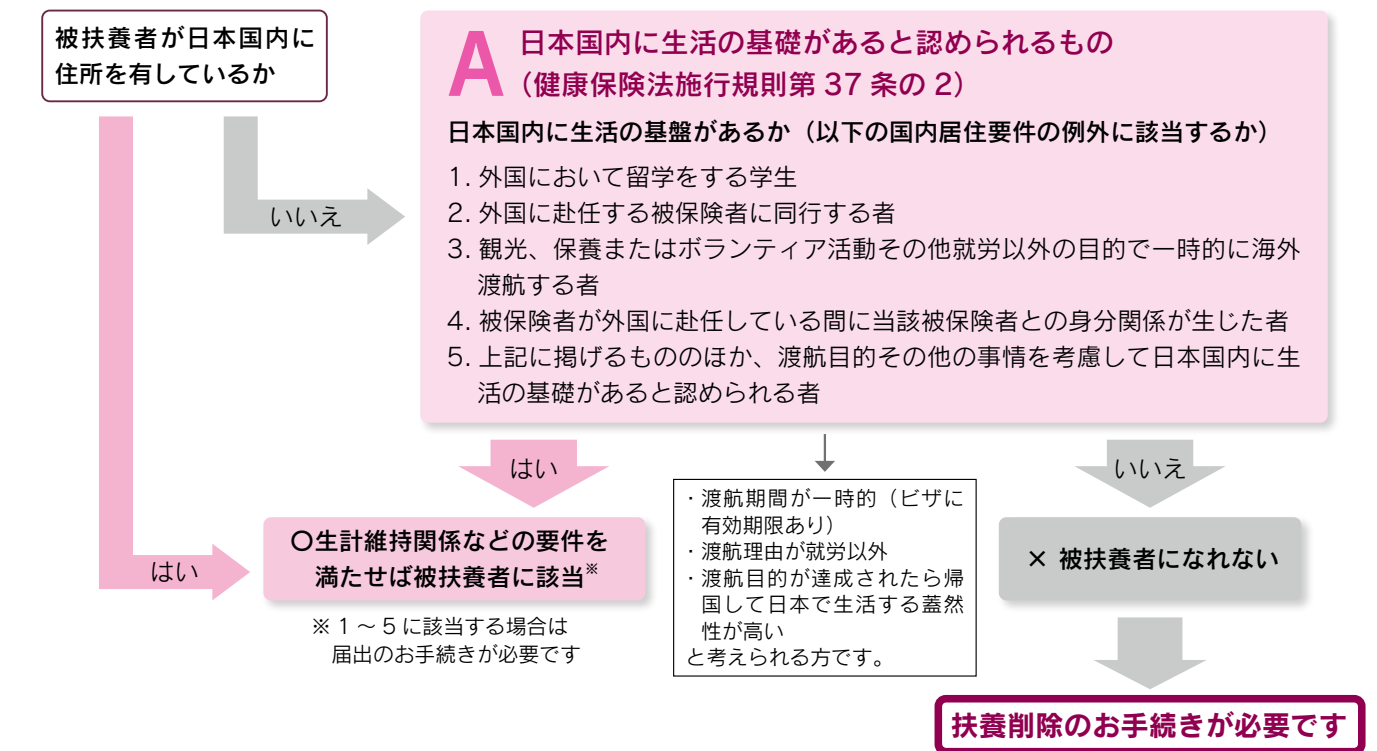 被扶養者が日本国内に
住所を有しているか
A
日本国内に生活の基礎があると認められるもの
（健康保険法施行規則第 37 条の 2）
日本国内に生活の基盤があるか（以下の国内居住要件の例外に該当するか）
1. 外国において留学をする学生
2. 外国に赴任する被保険者に同行する者
3. 観光、保養またはボランティア活動その他就労以外の目的で一時的に海外
渡航する者
4. 被保険者が外国に赴任している間に当該被保険者との身分関係が生じた者
5. 上記に掲げるもののほか、渡航目的その他の事情を考慮して日本国内に生
活の基礎があると認められる者
いいえ
はい
いいえ
はい
〇生計維持関係などの要件を
満たせば被扶養者に該当※
※ 1 ～ 5 に該当する場合は
届出のお手続きが必要です
・渡航期間が一時的（ビザに
有効期限あり）
・渡航理由が就労以外
・渡航目的が達成されたら帰
国して日本で生活する蓋然
性が高い
と考えられる方です。
× 被扶養者になれない
扶養削除のお手続きが必要です